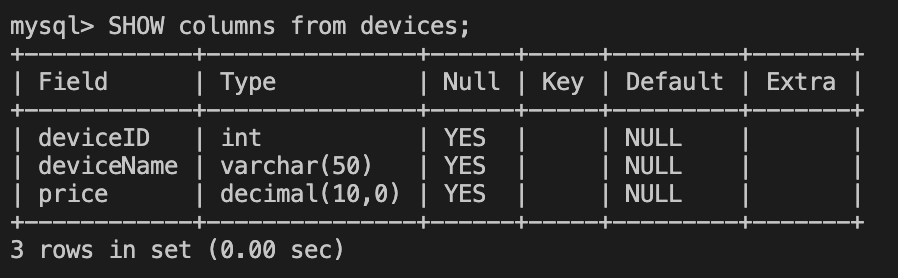 mysql> SHOW columns from devices;
+------------+---------------+------+-----+---------+-------+
| Field      | Type          | Null | Key | Default | Extra |
+------------+---------------+------+-----+---------+-------+
| deviceID   | int           | YES  |     | NULL    |       |
| deviceName | varchar(50)   | YES  |     | NULL    |       |
| price      | decimal(10,0) | YES  |     | NULL    |       |
+------------+---------------+------+-----+---------+-------+
3 rows in set (0.00 sec)